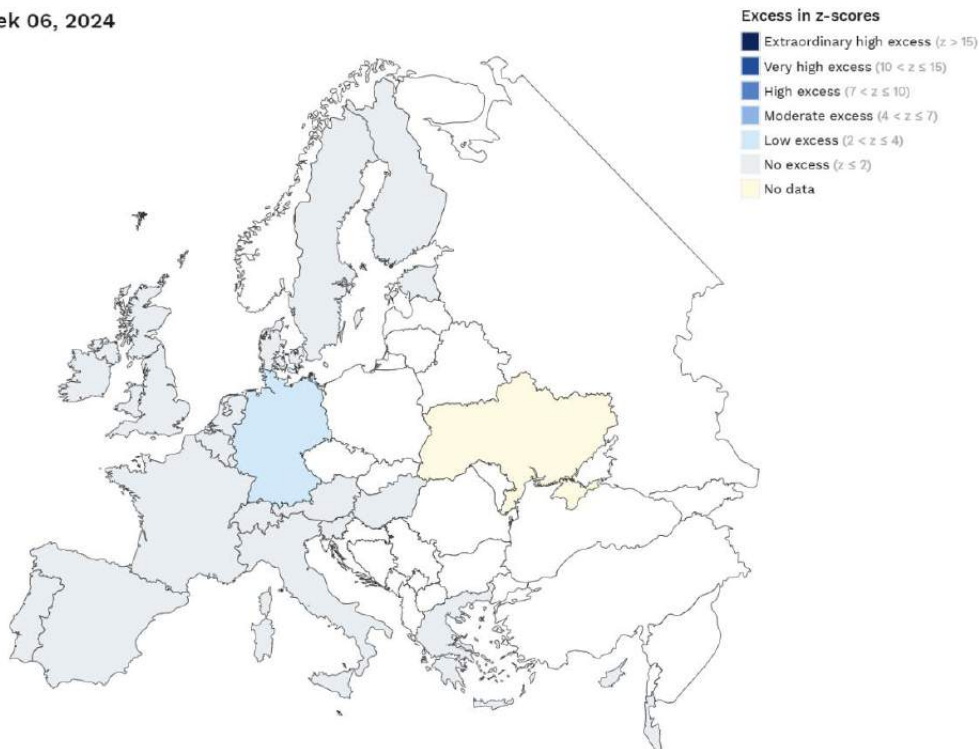 ek 06, 2024
Excess in z-scores
Extraordinary high excess (z > 15)
Very high excess (10 < z ≤ 15)
High excess (7 < z ≤ 10)
Moderate excess (4 < z ≤ 7)
Low excess (2 < z ≤ 4)
No excess (z ≤ 2)
No data